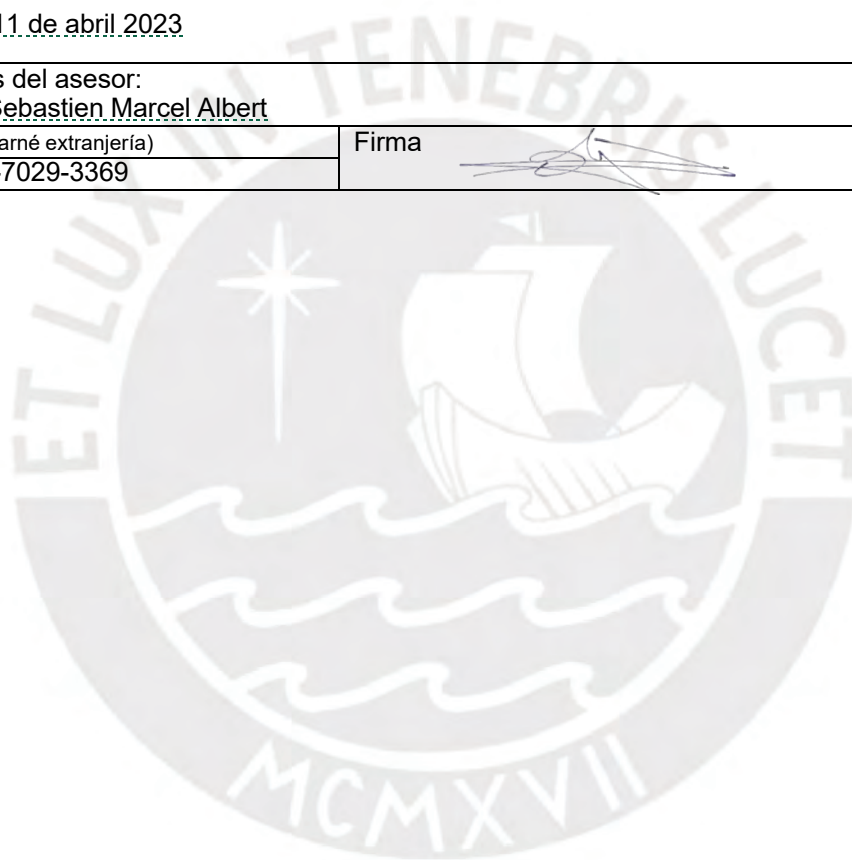 11 de abril 2023
s del asesor:
Sebastien Marcel Albert
arné extranjería)
Firma
-7029-3369
ET LUX IN TENEBRIS LUCET
MCMXVII